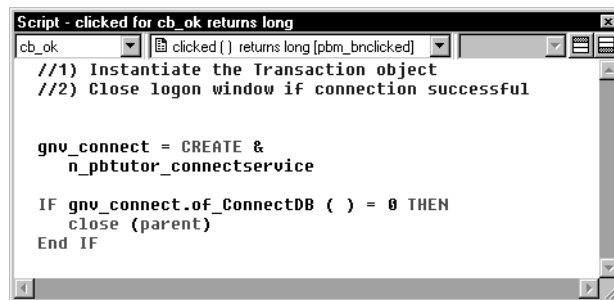 Script - clicked for cb_ok returns long
cb_ok
clicked ( ) returns long [pbm_bnclicked]
//1) Instantiate the Transaction object
//2) Close logon window if connection successful
gnv_connect = CREATE &
n_pbtutor_connectservice
IF gnv_connect.of_ConnectDB ( ) = 0 THEN
close (parent)
End IF